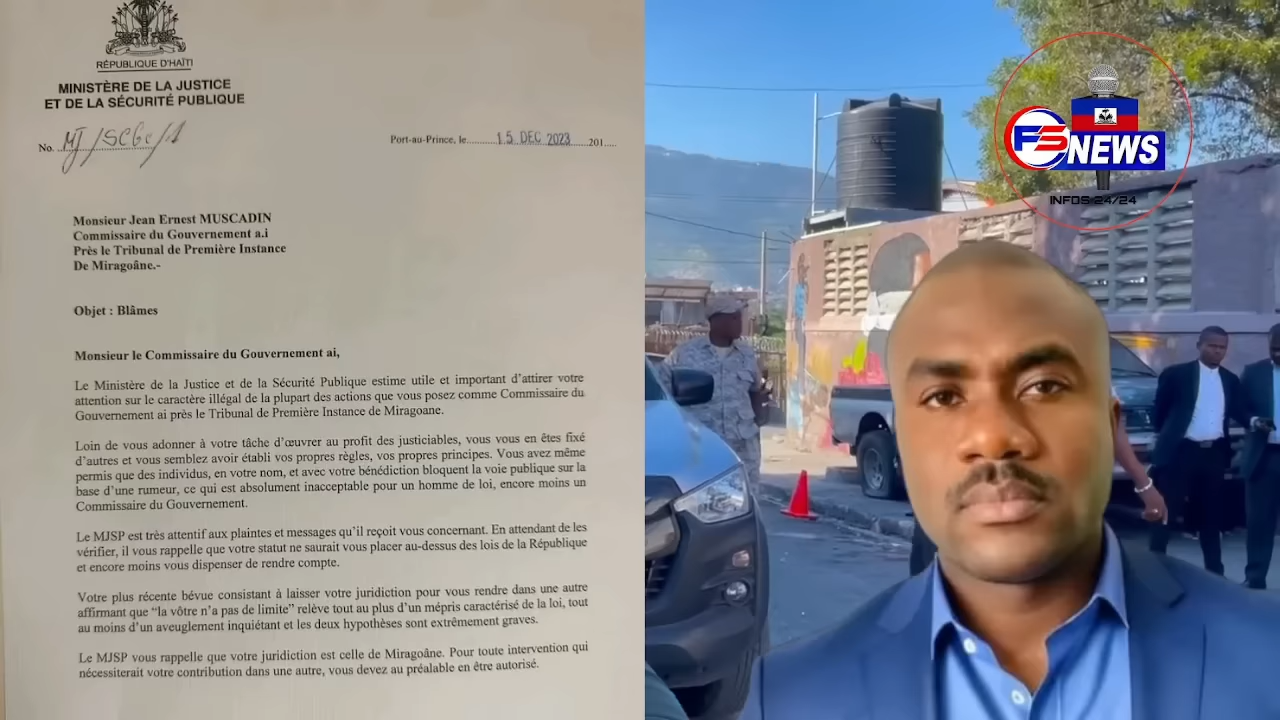 RÉPUBLIQUE D'HAÏTI
MINISTÈRE DE LA JUSTICE
ET DE LA SÉCURITÉ PUBLIQUE
No.
Port-au-Prince, le 15 DEC 2023 201
Monsieur Jean Ernest MUSCADIN
Commissaire du Gouvernement a.i
Près le Tribunal de Première Instance
De Miragoâne.-
Objet : Blâmes
Monsieur le Commissaire du Gouvernement ai,
Le Ministère de la Justice et de la Sécurité Publique estime utile et important d'attirer votre
attention sur le caractère illégal de la plupart des actions que vous posez comme Commissaire du
Gouvernement ai près le Tribunal de Première Instance de Miragoane.
Loin de vous adonner à votre tâche d'œuvrer au profit des justiciables, vous vous en êtes fixé
d'autres et vous semblez avoir établi vos propres règles, vos propres principes. Vous avez même
permis que des individus, en votre nom, et avec votre bénédiction bloquent la voie publique sur la
base d'une rumeur, ce qui est absolument inacceptable pour un homme de loi, encore moins un
Commissaire du Gouvernement.
Le MJSP est très attentif aux plaintes et messages qu'il reçoit vous concernant. En attendant de les
vérifier, il vous rappelle que votre statut ne saurait vous placer au-dessus des lois de la République
et encore moins vous dispenser de rendre compte.
Votre plus récente bévue consistant à laisser votre juridiction pour vous rendre dans une autre
affirmant que "la vôtre n'a pas de limite" relève tout au plus d'un mépris caractérisé de la loi, tout
au moins d'un aveuglement inquiétant et les deux hypothèses sont extrêmement graves.
Le MJSP vous rappelle que votre juridiction est celle de Miragoâne. Pour toute intervention qui
nécessiterait votre contribution dans une autre, vous devez au préalable en être autorisé.
FS NEWS
INFOS 24/24